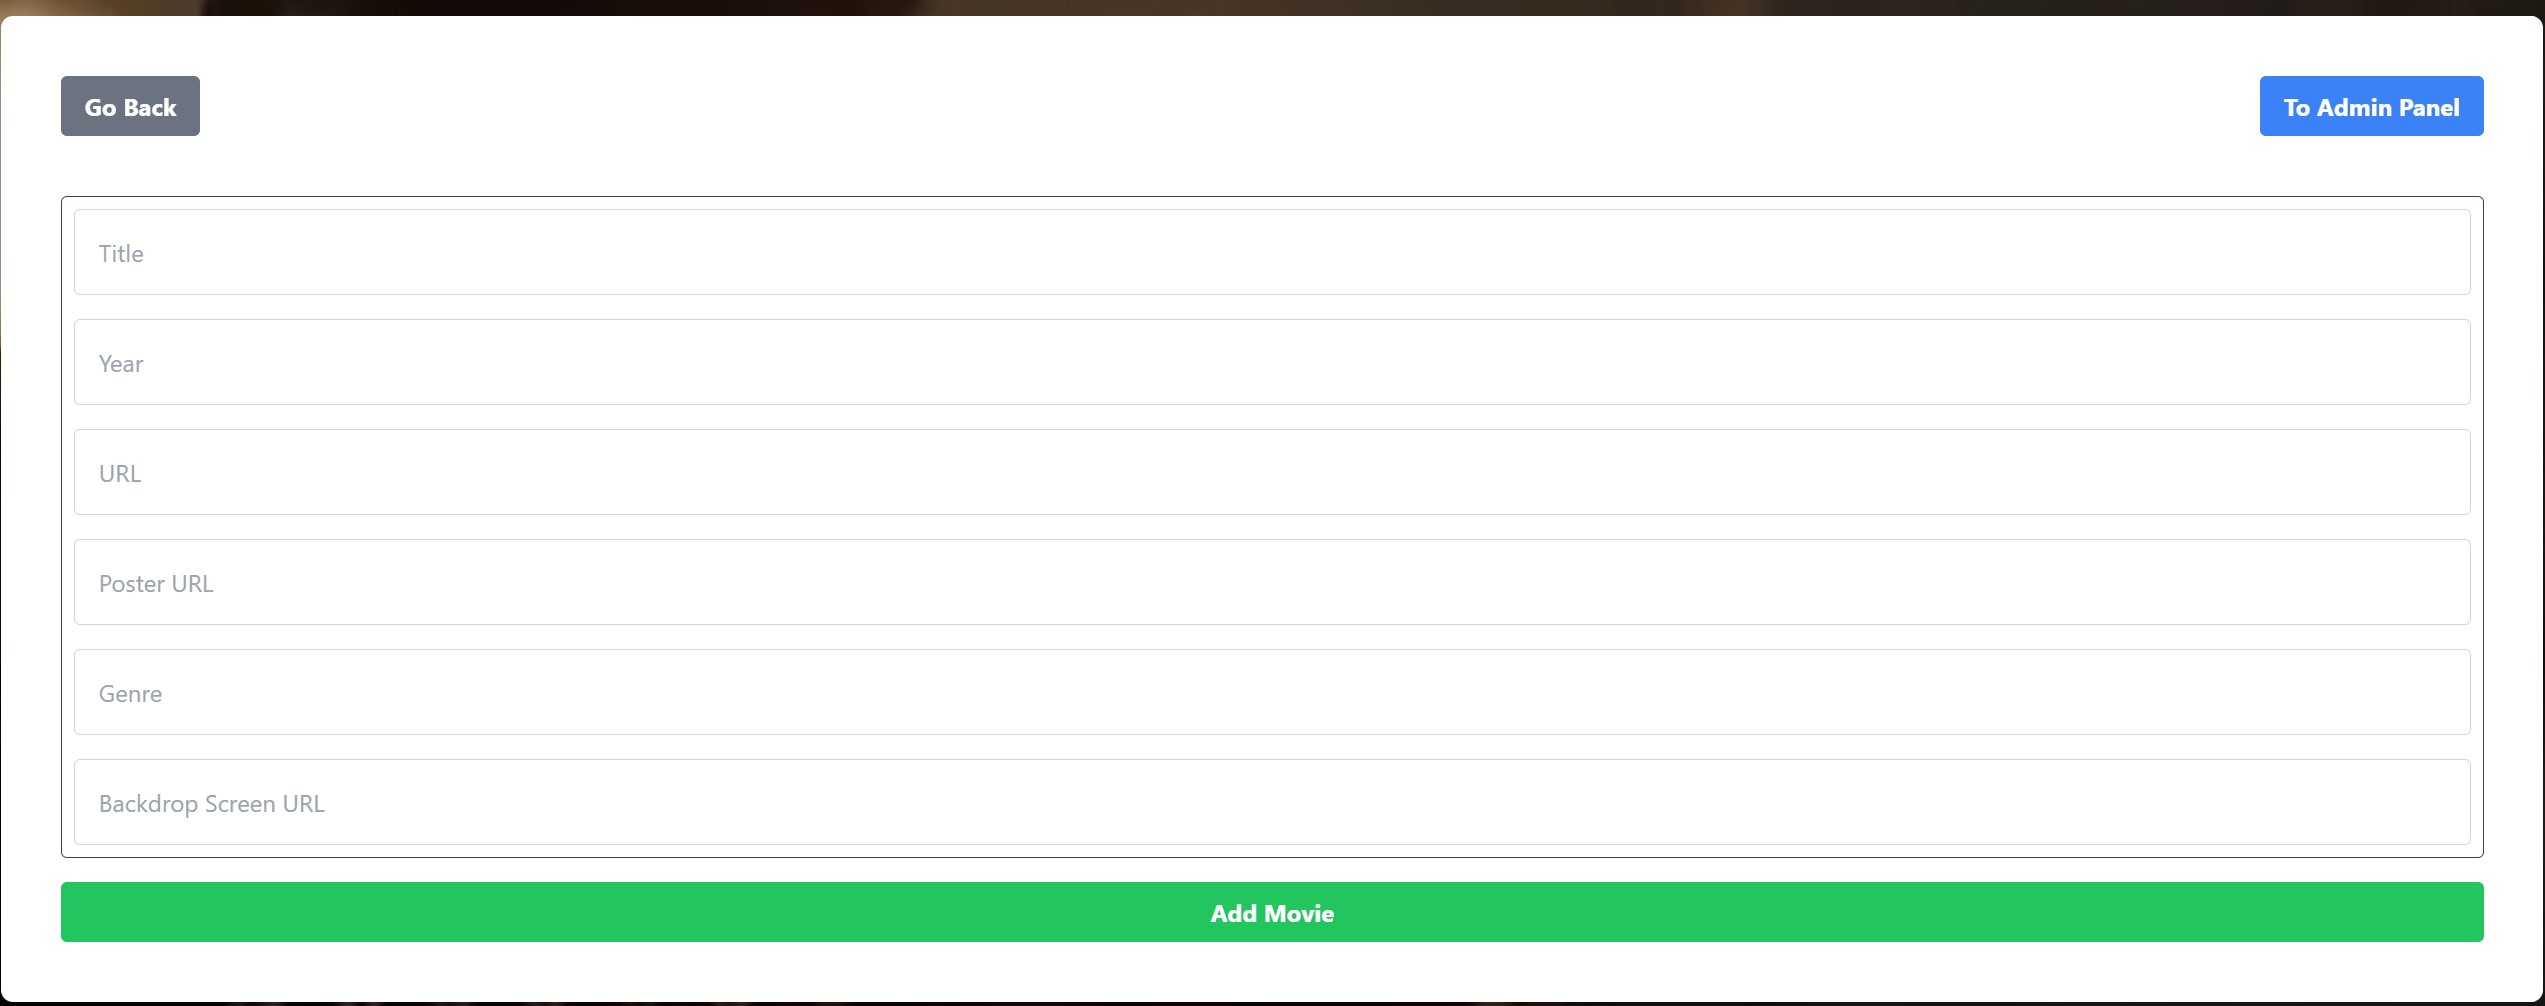 Go Back
To Admin Panel
Title
Year
URL
Poster URL
Genre
Backdrop Screen URL
Add Movie